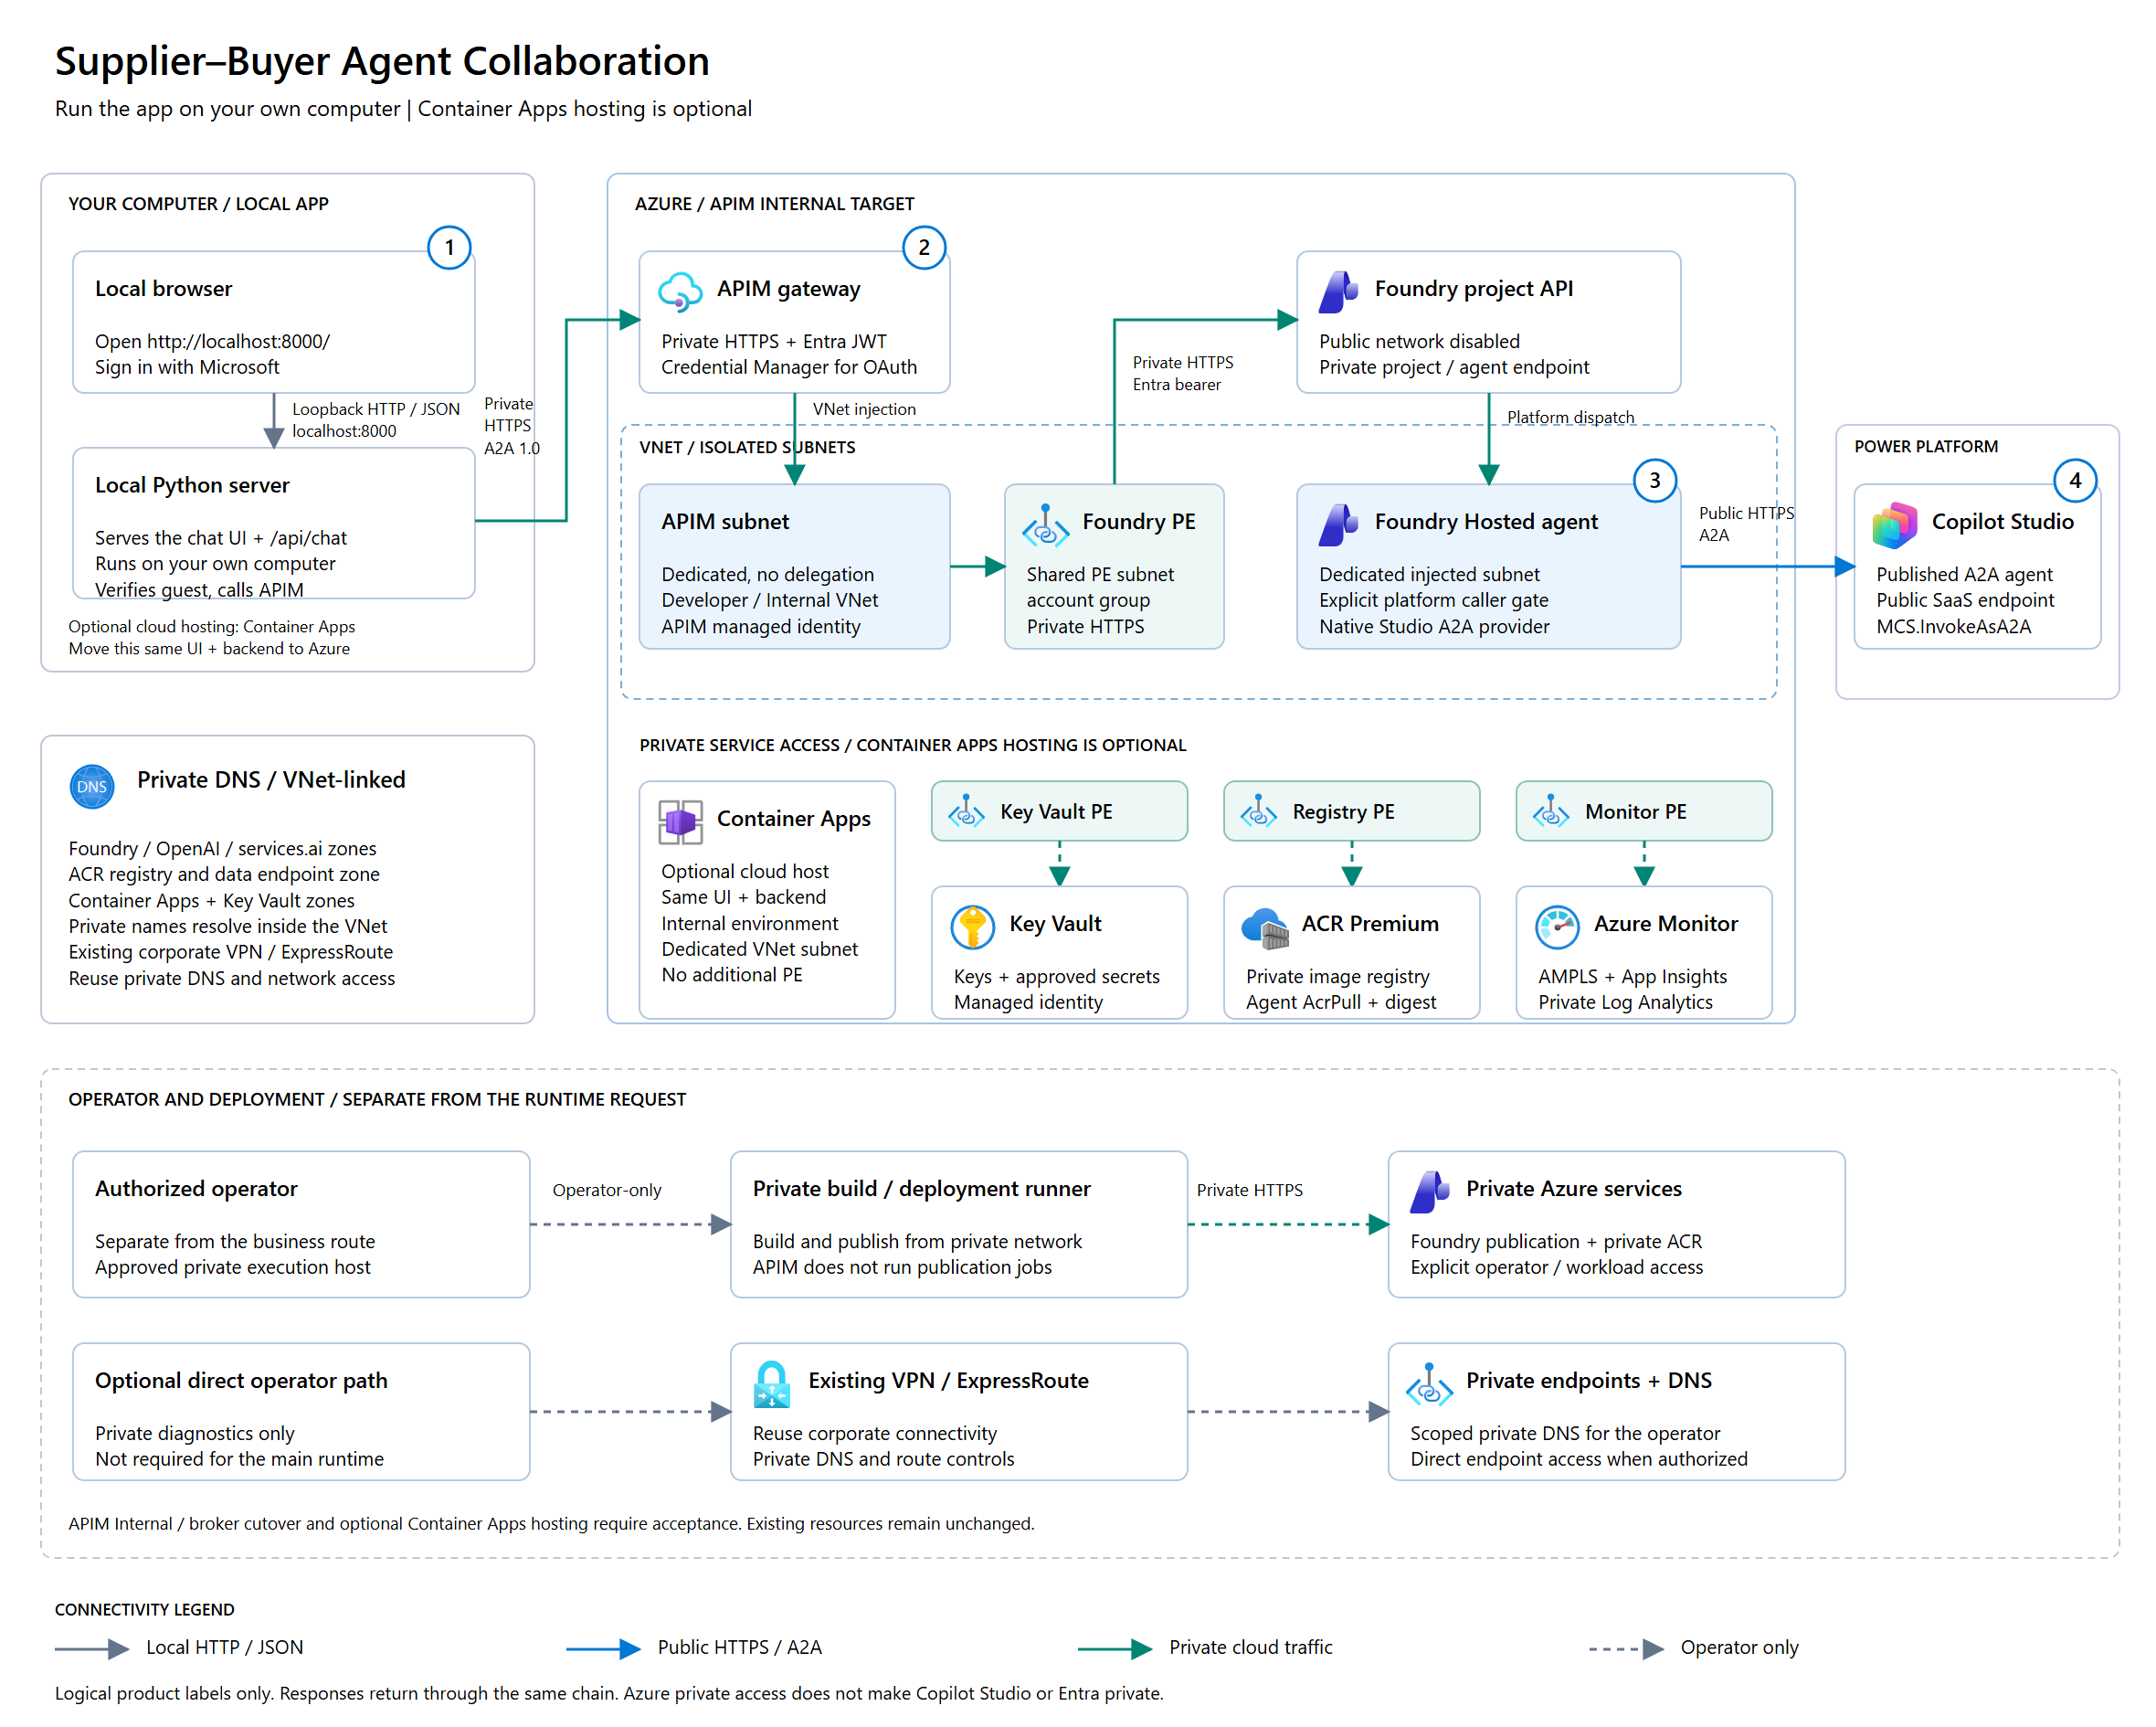 Supplier–Buyer Agent Collaboration
Run the app on your own computer | Container Apps hosting is optional
YOUR COMPUTER / LOCAL APP
1
Local browser
Open http://localhost:8000/
Sign in with Microsoft
Loopback HTTP / JSON
localhost:8000
Private
HTTPS
A2A 1.0
Local Python server
Serves the chat UI + /api/chat
Runs on your own computer
Verifies guest, calls APIM
Optional cloud hosting: Container Apps
Move this same UI + backend to Azure
AZURE / APIM INTERNAL TARGET
2
APIM gateway
Private HTTPS + Entra JWT
Credential Manager for OAuth
VNet injection
Private HTTPS
Entra bearer
Foundry project API
Public network disabled
Private project / agent endpoint
Platform dispatch
VNET / ISOLATED SUBNETS
APIM subnet
Dedicated, no delegation
Developer / Internal VNet
APIM managed identity
Foundry PE
Shared PE subnet
account group
Private HTTPS
3
Foundry Hosted agent
Dedicated injected subnet
Explicit platform caller gate
Native Studio A2A provider
Public HTTPS
A2A
POWER PLATFORM
4
Copilot Studio
Published A2A agent
Public SaaS endpoint
MCS.InvokeAsA2A
DNS
Private DNS / VNet-linked
Foundry / OpenAI / services.ai zones
ACR registry and data endpoint zone
Container Apps + Key Vault zones
Private names resolve inside the VNet
Existing corporate VPN / ExpressRoute
Reuse private DNS and network access
PRIVATE SERVICE ACCESS / CONTAINER APPS HOSTING IS OPTIONAL
Container Apps
Optional cloud host
Same UI + backend
Internal environment
Dedicated VNet subnet
No additional PE
Key Vault PE
Key Vault
Keys + approved secrets
Managed identity
Registry PE
ACR Premium
Private image registry
Agent AcrPull + digest
Monitor PE
Azure Monitor
AMPLS + App Insights
Private Log Analytics
OPERATOR AND DEPLOYMENT / SEPARATE FROM THE RUNTIME REQUEST
Authorized operator
Separate from the business route
Approved private execution host
Operator-only
Private build / deployment runner
Build and publish from private network
APIM does not run publication jobs
Private HTTPS
Private Azure services
Foundry publication + private ACR
Explicit operator / workload access
Optional direct operator path
Private diagnostics only
Not required for the main runtime
Existing VPN / ExpressRoute
Reuse corporate connectivity
Private DNS and route controls
Private endpoints + DNS
Scoped private DNS for the operator
Direct endpoint access when authorized
APIM Internal / broker cutover and optional Container Apps hosting require acceptance. Existing resources remain unchanged.
CONNECTIVITY LEGEND
Local HTTP / JSON
Public HTTPS / A2A
Private cloud traffic
Operator only
Logical product labels only. Responses return through the same chain. Azure private access does not make Copilot Studio or Entra private.